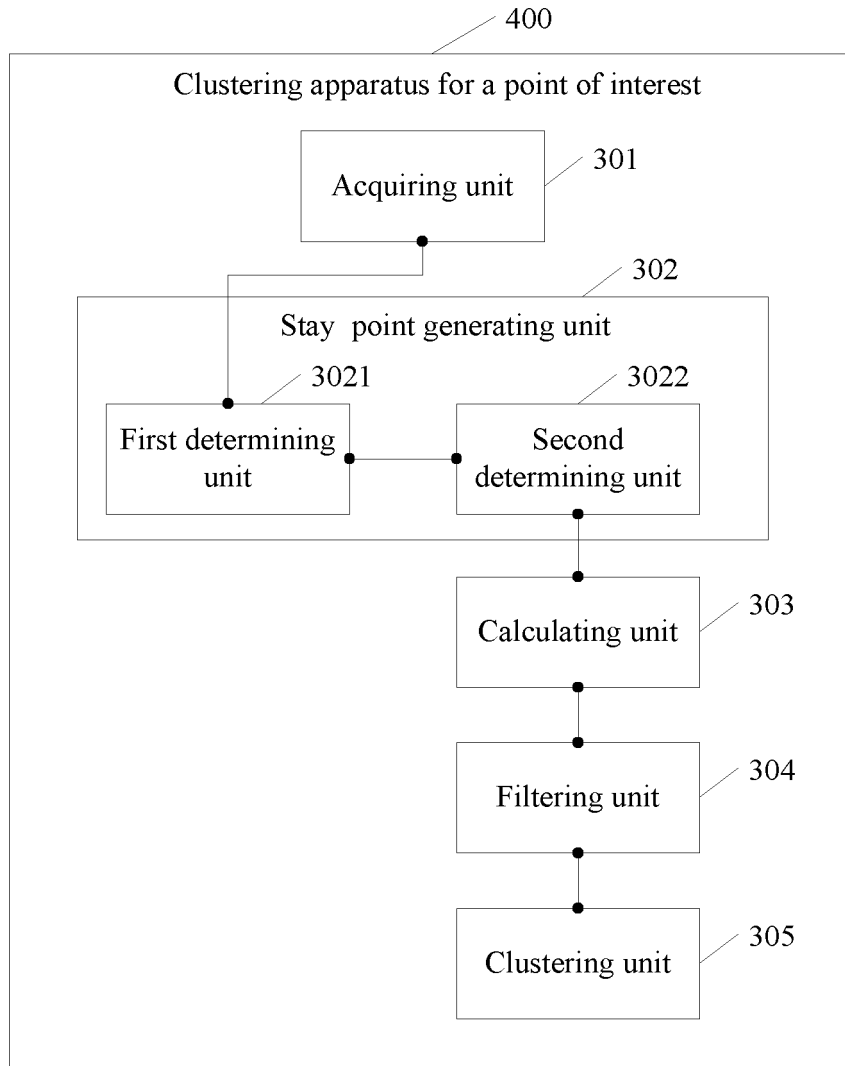 400
Clustering apparatus for a point of interest
301
Acquiring unit
302
Stay point generating unit
3021
3022
First determining
unit
Second
determining unit
303
Calculating unit
304
Filtering unit
305
Clustering unit